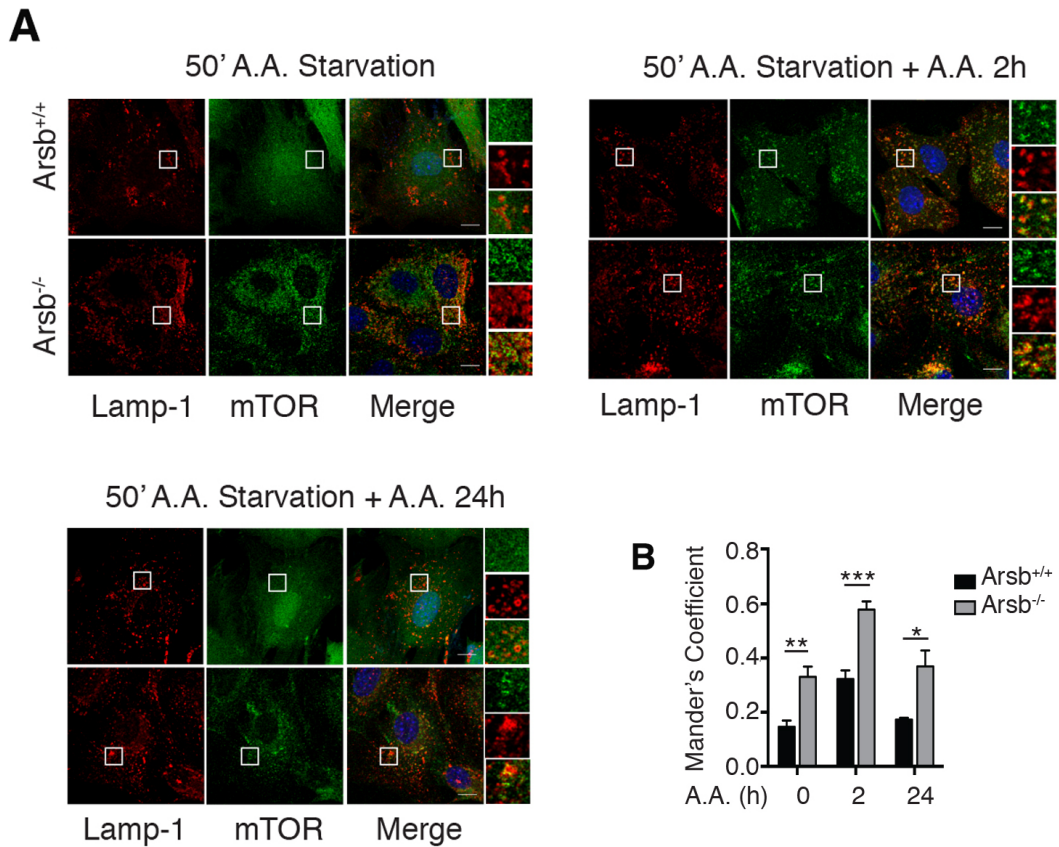 A
50’ A.A. Starvation
50’ A.A. Starvation + A.A. 2h
Arsb+/+
Arsb-/-
Lamp-1 mTOR Merge
Lamp-1 mTOR Merge
50’ A.A. Starvation + A.A. 24h
Lamp-1 mTOR Merge
B
Mander’s Coefficient
0.8
0.6
0.4
0.2
0.0
** *** *
Arsb+/+
Arsb-/-
A.A. (h) 0 2 24